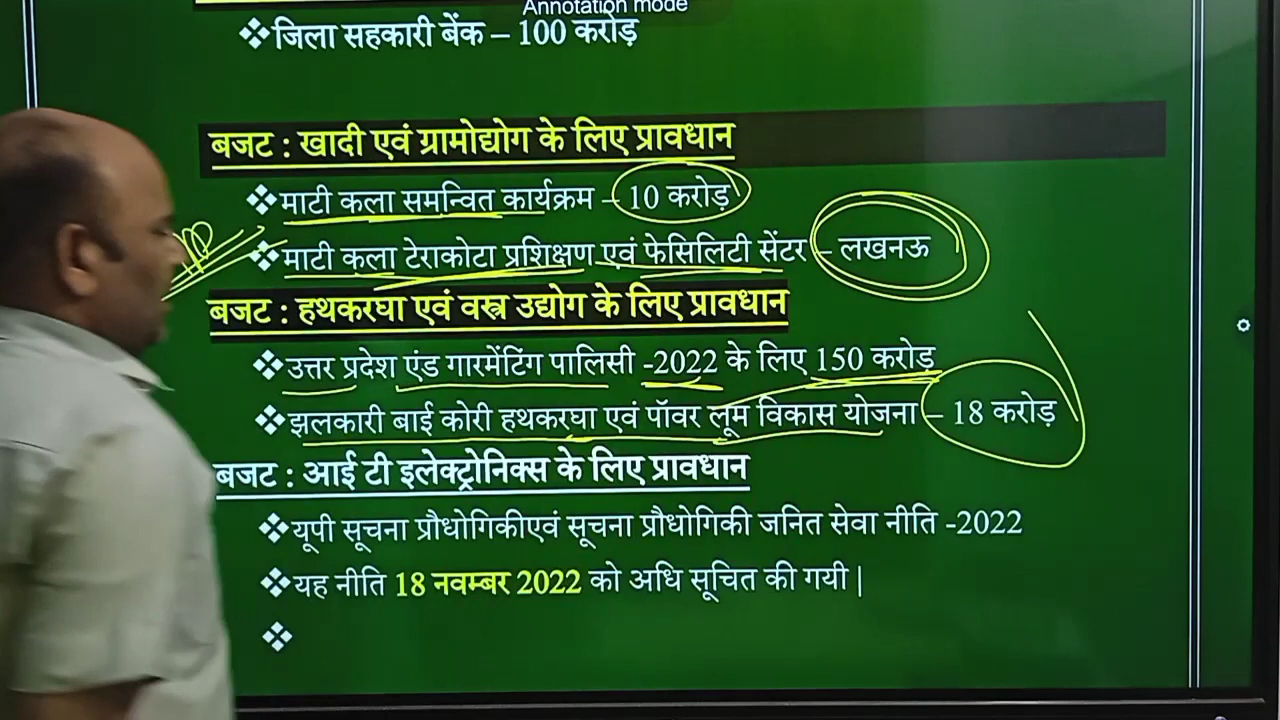 Annotation mode
❖जिला सहकारी बेंक – 100 करोड़
बजट : खादी एवं ग्रामोद्योग के लिए प्रावधान
❖माटी कला समन्वित कार्यक्रम – 10 करोड़
❖माटी कला टेराकोटा प्रशिक्षण एवं फेसिलिटी सेंटर – लखनऊ
बजट : हथकरघा एवं वस्त्र उद्योग के लिए प्रावधान
❖उत्तर प्रदेश एंड गारमेंटिंग पालिसी -2022 के लिए 150 करोड़
❖झलकारी बाई कोरी हथकरघा एवं पॉवर लूम विकास योजना – 18 करोड़
बजट : आई टी इलेक्ट्रोनिक्स के लिए प्रावधान
❖यूपी सूचना प्रौधोगिकीएवं सूचना प्रौधोगिकी जनित सेवा नीति -2022
❖यह नीति 18 नवम्बर 2022 को अधि सूचित की गयी |
❖